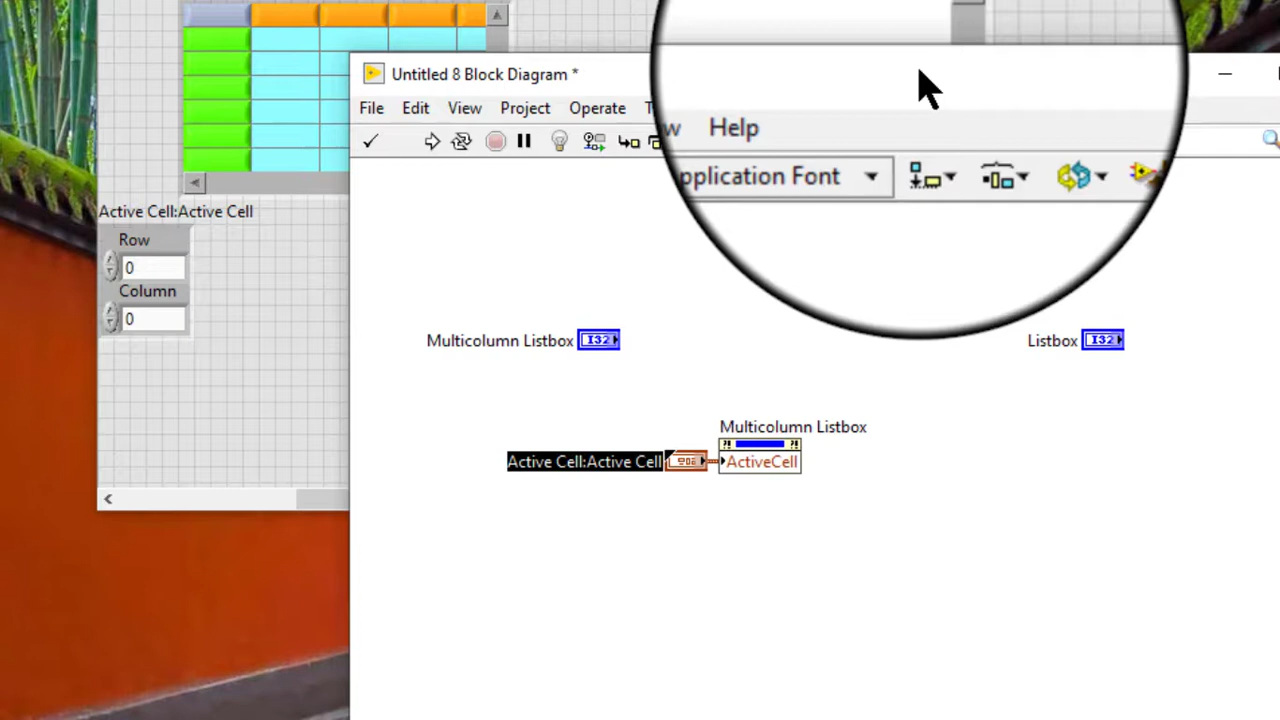 Untitled 8 Block Diagram *
File Edit View Project Operate
w Help
pplication Font
Active Cell:Active Cell
Row
0
Column
0
Multicolumn Listbox I32
Listbox I32
Multicolumn Listbox
Active Cell:Active Cell
ActiveCell